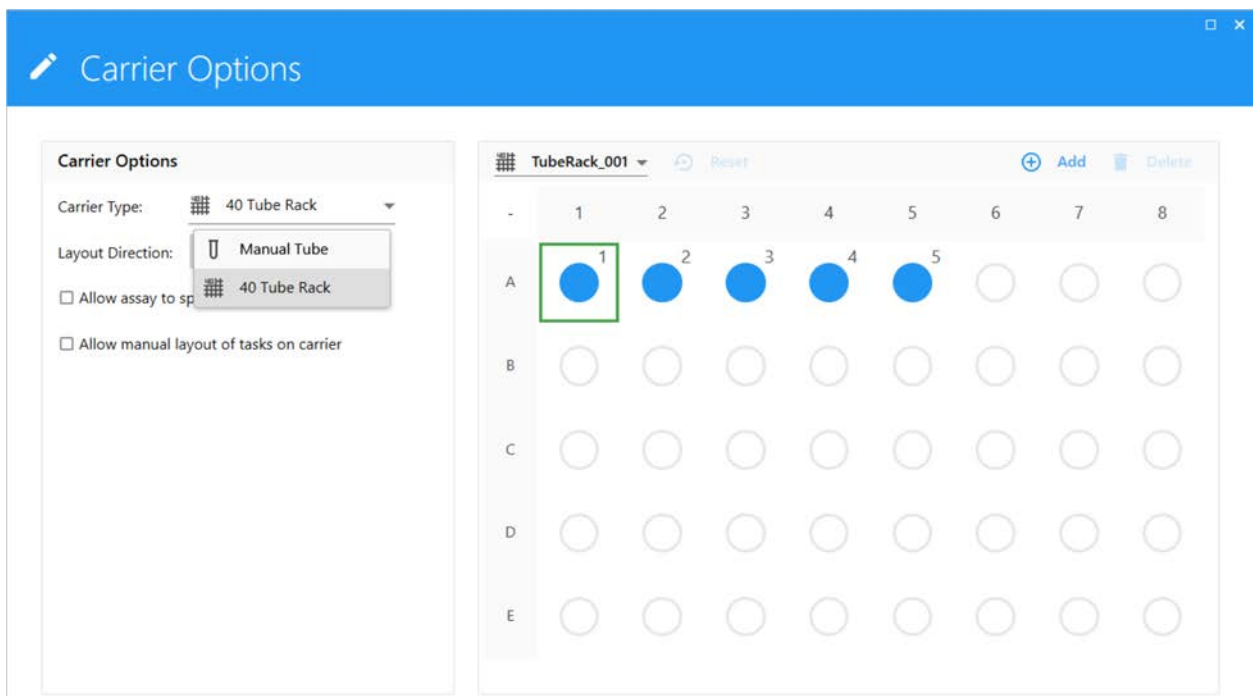 Carrier Options
Carrier Options
Carrier Type: 40 Tube Rack
Layout Direction:
Manual Tube
40 Tube Rack
Allow assay to sp
Allow manual layout of tasks on carrier
TubeRack_001 Reset Add Delete
- 1 2 3 4 5 6 7 8
A 1 2 3 4 5
B
C
D
E